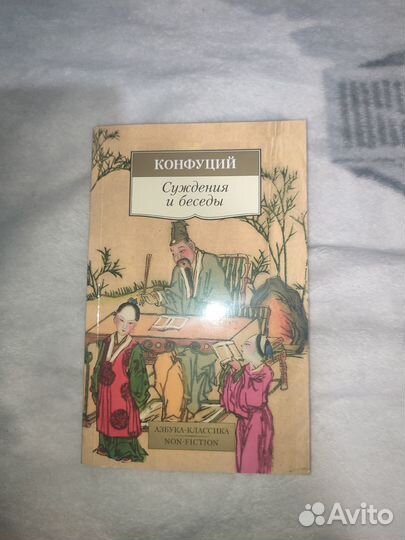 КОНФУЦИЙ
Суждения
и беседы
АЗБУКА-КЛАССИКА
NON-FICTION
Avito